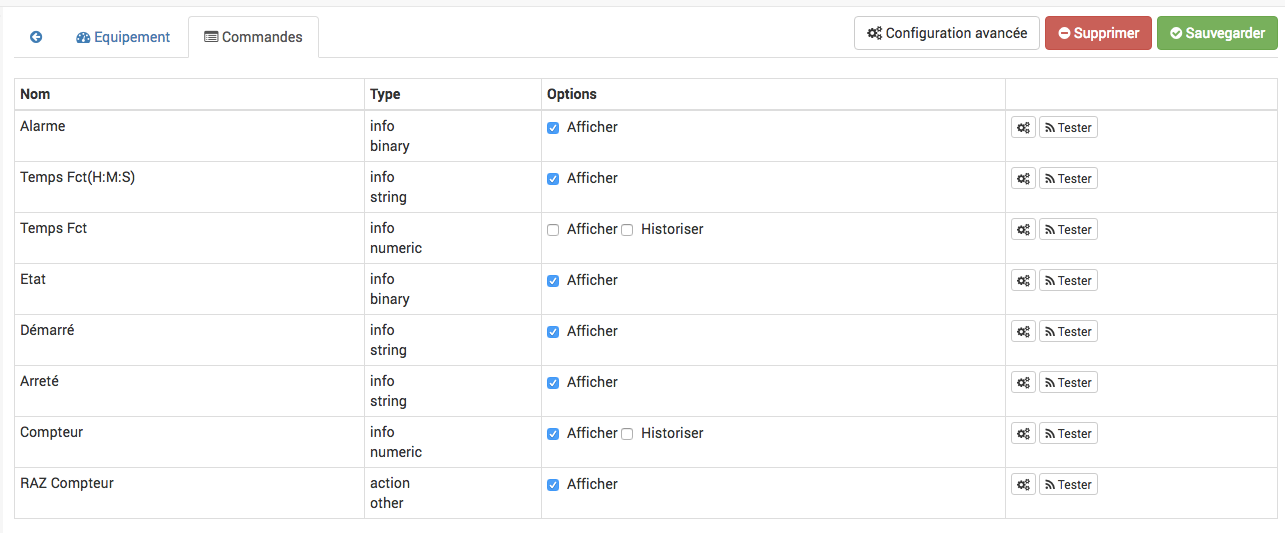 Equipement
Commandes
Configuration avancée
Supprimer
Sauvegarder
Nom Type Options
Alarme info Afficher Tester
binary
Temps Fct(H:M:S) info Afficher Tester
string
Temps Fct info Afficher Historiser Tester
numeric
Etat info Afficher Tester
binary
Démarré info Afficher Tester
string
Arreté info Afficher Tester
string
Compteur info Afficher Historiser Tester
numeric
RAZ Compteur action Afficher Tester
other